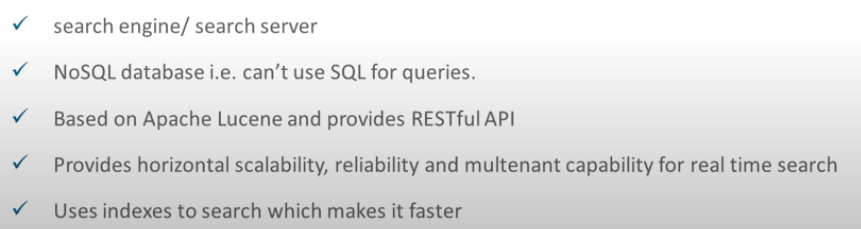 search engine/ search server
NoSQL database i.e. can't use SQL for queries.
Based on Apache Lucene and provides RESTful API
Provides horizontal scalability, reliability and multenant capability for real time search
Uses indexes to search which makes it faster